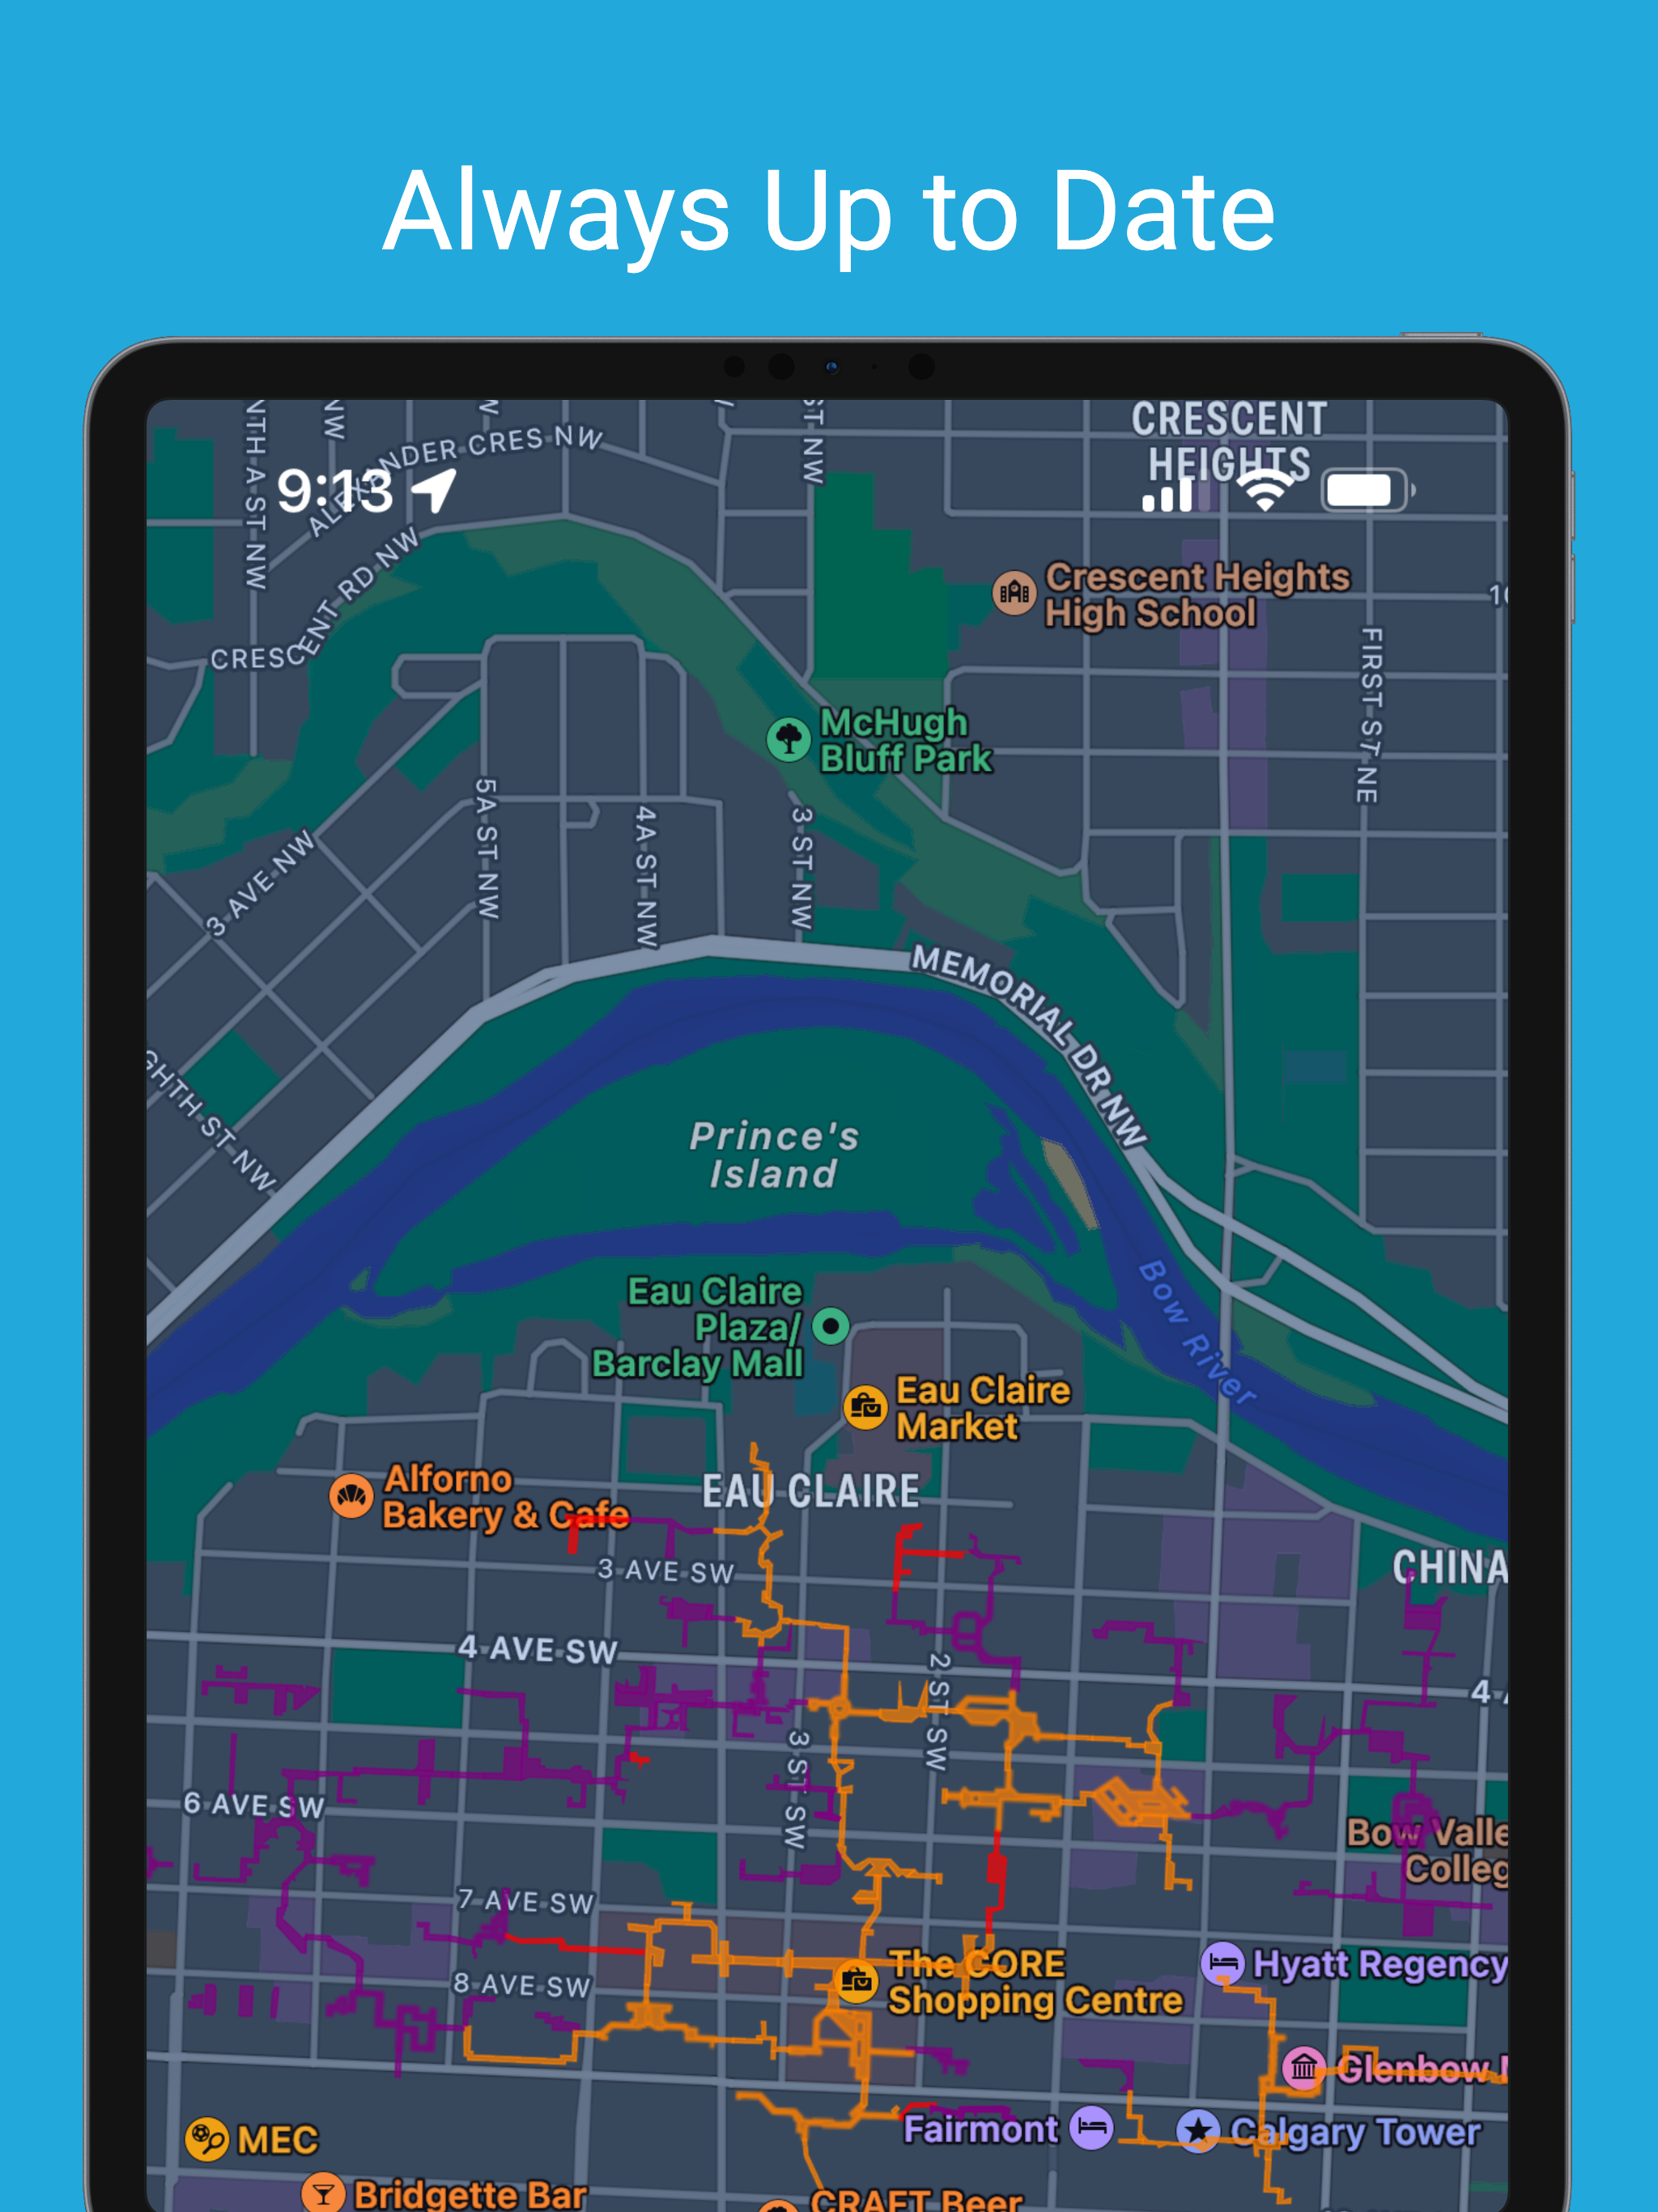 Always Up to Date
CRESCENT
HEIGHTS
9:13
ALEXANDER CRES NW
NW
ST NW
CRESCENT RD NW
Crescent Heights
High School
FIRST ST NE
McHugh
Bluff Park
5A ST NW
4A ST NW
3 ST NW
3 AVE NW
MEMORIAL DR NW
ST NW
Prince's
Island
Bow River
Eau Claire
Plaza/
Barclay Mall
Eau Claire
Market
Alforno
Bakery & Cafe
EAU CLAIRE
3 AVE SW
CHINA
4 AVE SW
2 ST SW
3 ST SW
6 AVE SW
Bow Valle
Colleg
7 AVE SW
8 AVE SW
The CORE
Shopping Centre
Hyatt Regency
Glenbow
Fairmont
Calgary Tower
MEC
Bridgette Bar
CRAFT Beer